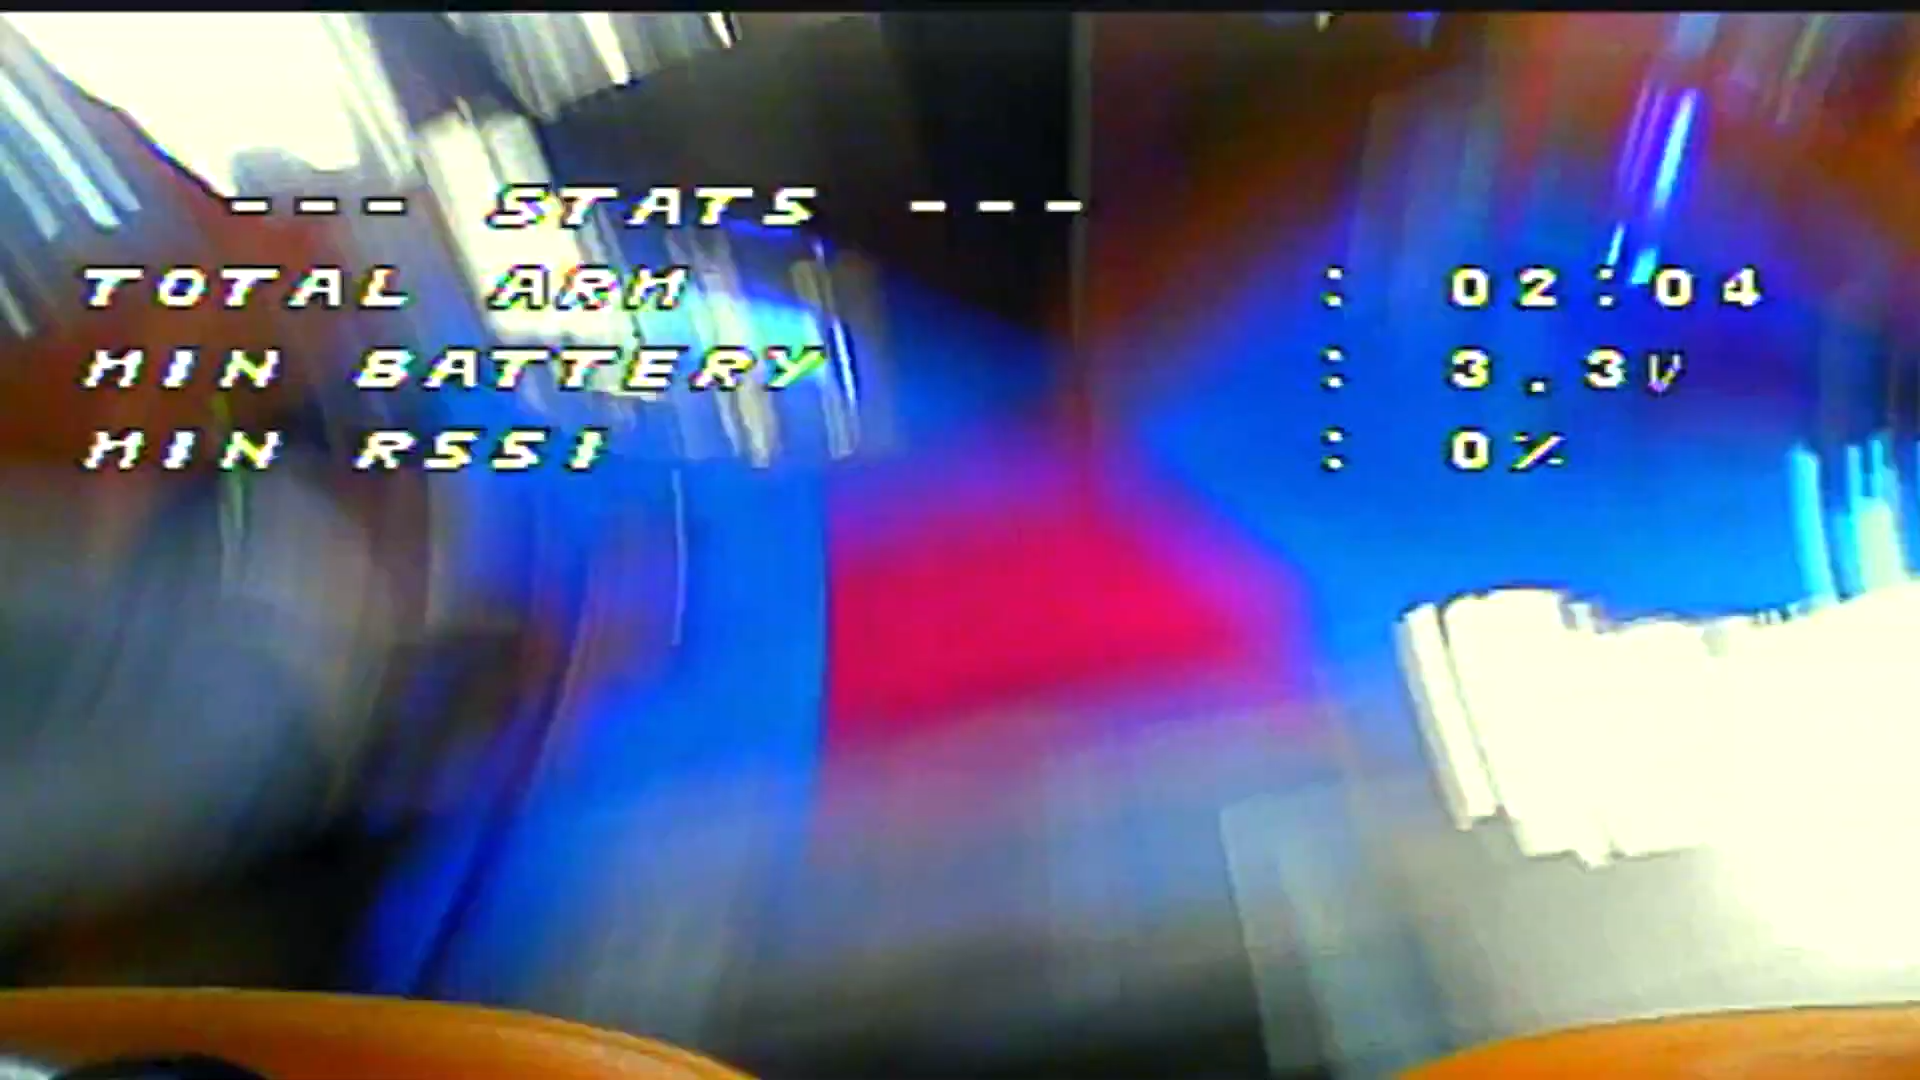 --- STATS ---
TOTAL ARM : 02:04
MIN BATTERY : 3.3V
MIN RSSI : 0%